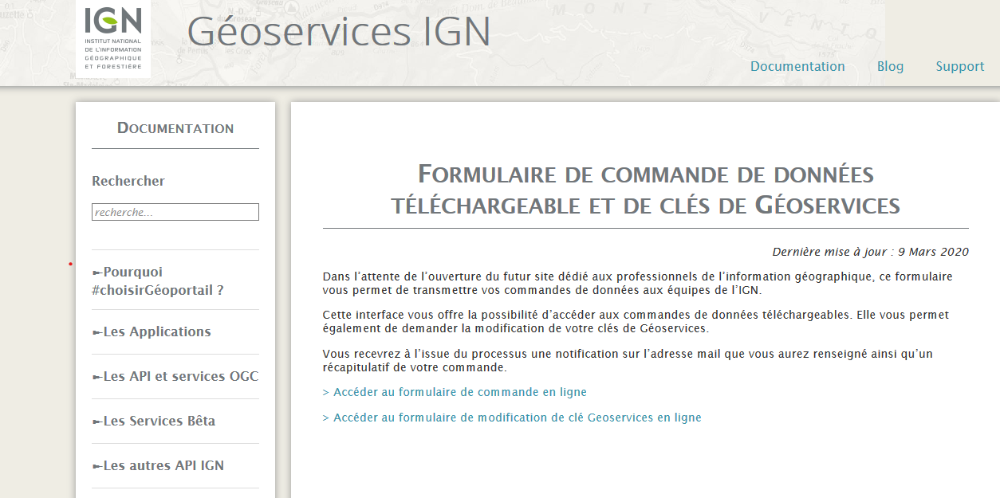 IGN
INSTITUT NATIONAL
DE L'INFORMATION
GÉOGRAPHIQUE
ET FORESTIÈRE
Géoservices IGN
Documentation Blog Support
Documentation
Rechercher
recherche...
Pourquoi
#choisirGéoportail ?
Les Applications
Les API et services OGC
Les Services Bêta
Les autres API IGN
Formulaire de commande de données
téléchargeable et de clés de Géoservices
Dernière mise à jour : 9 Mars 2020
Dans l'attente de l'ouverture du futur site dédié aux professionnels de l'information géographique, ce formulaire
vous permet de transmettre vos commandes de données aux équipes de l'IGN.
Cette interface vous offre la possibilité d'accéder aux commandes de données téléchargeables. Elle vous permet
également de demander la modification de votre clés de Géoservices.
Vous recevrez à l'issue du processus une notification sur l'adresse mail que vous aurez renseigné ainsi qu'un
récapitulatif de votre commande.
> Accéder au formulaire de commande en ligne
> Accéder au formulaire de modification de clé Geoservices en ligne